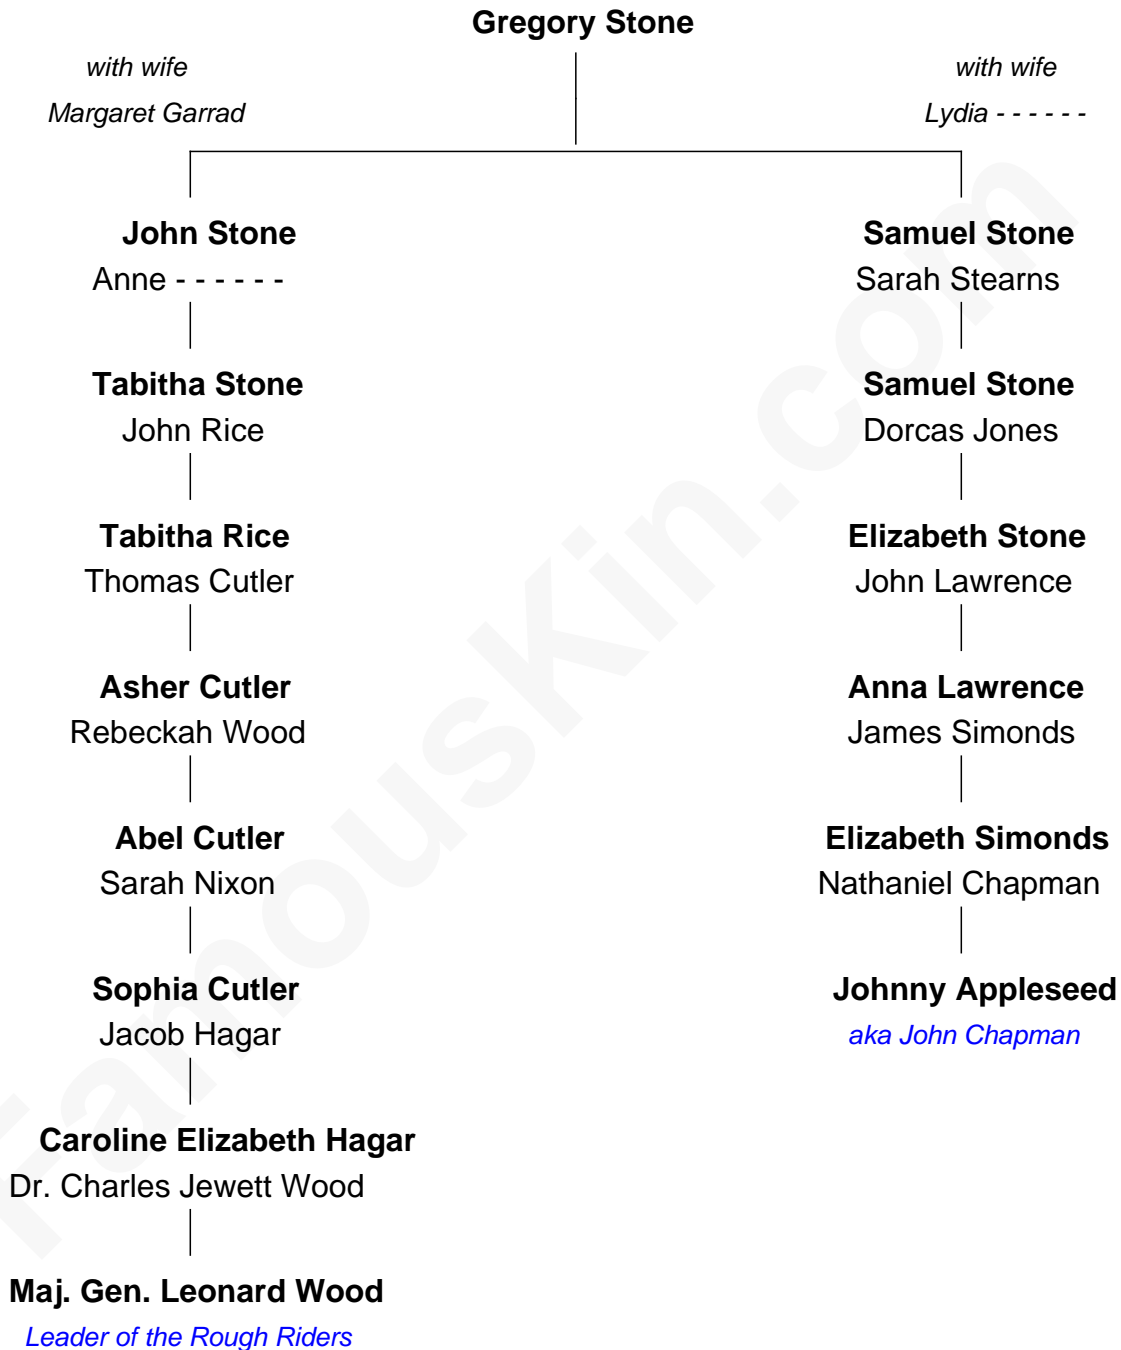 Gregory Stone
with wife
Margaret Garrad
with wife
Lydia - - - - - -
John Stone
Anne - - - - - -
Samuel Stone
Sarah Stearns
Tabitha Stone
John Rice
Samuel Stone
Dorcas Jones
Tabitha Rice
Thomas Cutler
Elizabeth Stone
John Lawrence
Asher Cutler
Rebeckah Wood
Anna Lawrence
James Simonds
Abel Cutler
Sarah Nixon
Elizabeth Simonds
Nathaniel Chapman
Sophia Cutler
Jacob Hagar
Johnny Appleseed
aka John Chapman
Caroline Elizabeth Hagar
Dr. Charles Jewett Wood
Maj. Gen. Leonard Wood
Leader of the Rough Riders
FamousKin.com